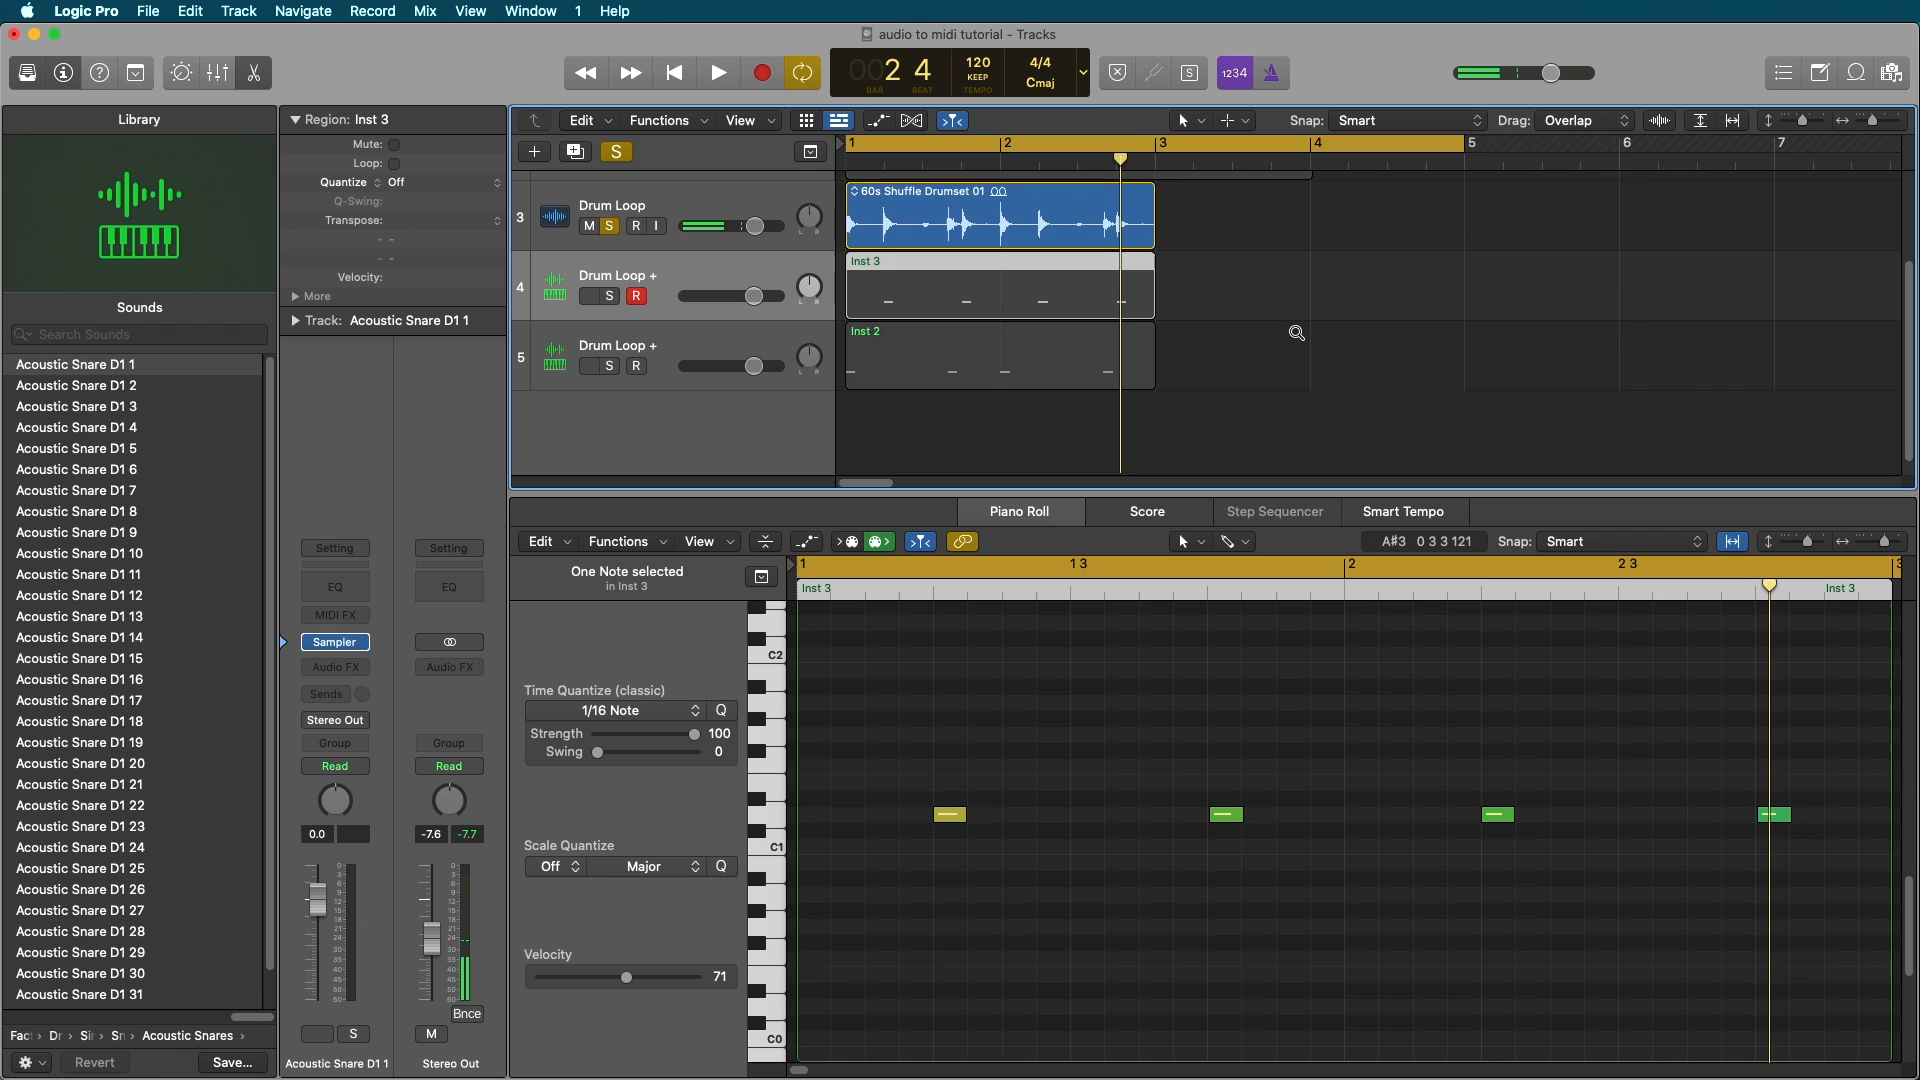 Logic Pro File Edit Track Navigate Record Mix View Window 1 Help
audio to midi tutorial - Tracks
002 4 120 4/4
KEEP Cmaj
BAR BEAT TEMPO
1234
S
Library
Sounds
Search Sounds
Acoustic Snare D1 1
Acoustic Snare D1 2
Acoustic Snare D1 3
Acoustic Snare D1 4
Acoustic Snare D1 5
Acoustic Snare D1 6
Acoustic Snare D1 7
Acoustic Snare D1 8
Acoustic Snare D1 9
Acoustic Snare D1 10
Acoustic Snare D1 11
Acoustic Snare D1 12
Acoustic Snare D1 13
Acoustic Snare D1 14
Acoustic Snare D1 15
Acoustic Snare D1 16
Acoustic Snare D1 17
Acoustic Snare D1 18
Acoustic Snare D1 19
Acoustic Snare D1 20
Acoustic Snare D1 21
Acoustic Snare D1 22
Acoustic Snare D1 23
Acoustic Snare D1 24
Acoustic Snare D1 25
Acoustic Snare D1 26
Acoustic Snare D1 27
Acoustic Snare D1 28
Acoustic Snare D1 29
Acoustic Snare D1 30
Acoustic Snare D1 31
Dr Sn Acoustic Snares
Revert Save...
Region: Inst 3
Mute:
Loop:
Quantize Off
Q-Swing:
Transpose:
Velocity:
More
Track: Acoustic Snare D1 1
Setting Setting
EQ EQ
MIDI FX
Sampler
Audio FX Audio FX
Sends
Stereo Out
Group Group
Read Read
0.0 -7.6 -7.7
Bnce
S M
Acoustic Snare D1 1 Stereo Out
Edit Functions View Snap: Smart Drag: Overlap
S 1 2 3 4 5 6 7
3 Drum Loop
M S R I
60s Shuffle Drumset 01
4 Drum Loop +
S R
Inst 3
5 Drum Loop +
S R
Inst 2
Piano Roll Score Step Sequencer Smart Tempo
Edit Functions View A#3 0 3 3 121 Snap: Smart
One Note selected
in Inst 3
1 1 3 2 2 3 3
Inst 3 Inst 3
Time Quantize (classic)
1/16 Note Q
Strength 100
Swing 0
Scale Quantize
Off Major Q
Velocity
71
C2
C1
C0